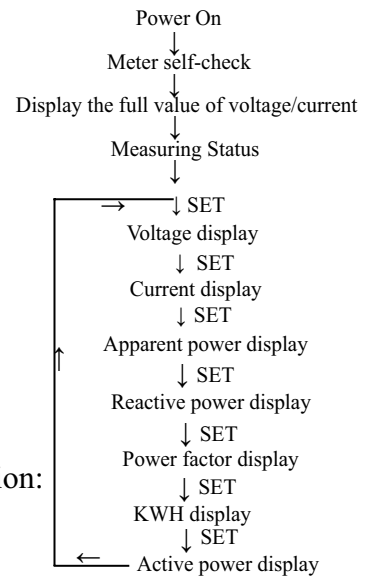 Power On
↓
Meter self-check
↓
Display the full value of voltage/current
↓
Measuring Status
↓
→ ↓ SET
Voltage display
↓ SET
Current display
↓ SET
Apparent power display
↑ ↓ SET
Reactive power display
↓ SET
Power factor display
ion:
↓ SET
KWH display
↓ SET
← Active power display